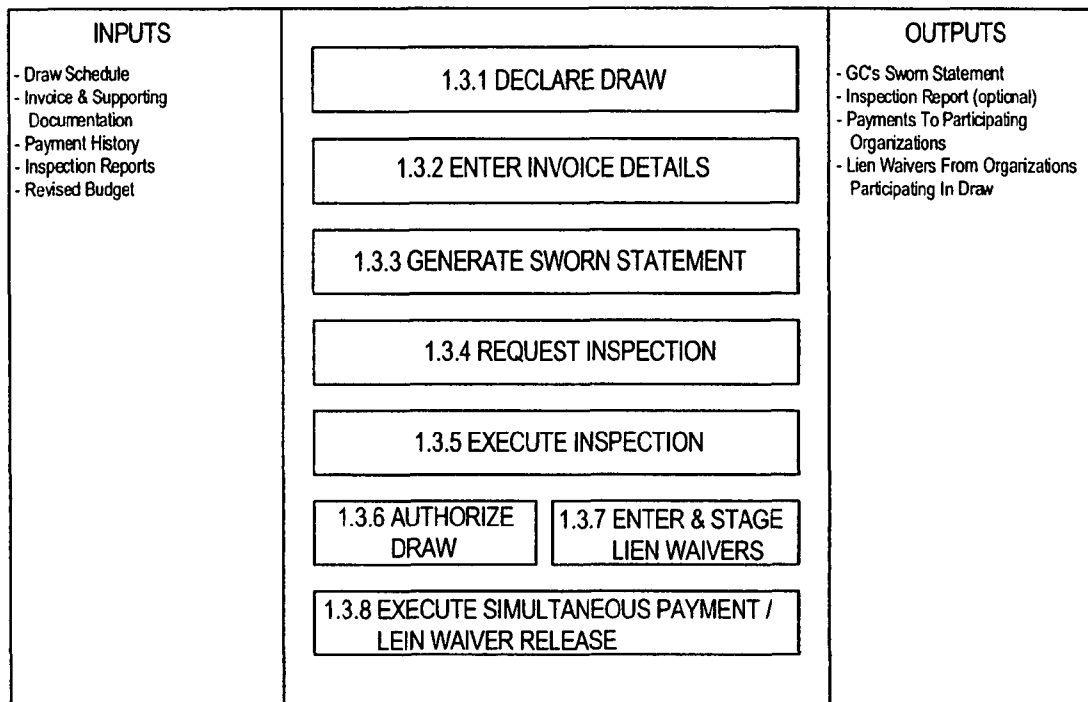 INPUTS
- Draw Schedule
- Invoice & Supporting
Documentation
- Payment History
- Inspection Reports
- Revised Budget
1.3.1 DECLARE DRAW
1.3.2 ENTER INVOICE DETAILS
1.3.3 GENERATE SWORN STATEMENT
1.3.4 REQUEST INSPECTION
1.3.5 EXECUTE INSPECTION
1.3.6 AUTHORIZE
DRAW
1.3.7 ENTER & STAGE
LIEN WAIVERS
1.3.8 EXECUTE SIMULTANEOUS PAYMENT /
LEIN WAIVER RELEASE
OUTPUTS
- GC's Sworn Statement
- Inspection Report (optional)
- Payments To Participating
Organizations
- Lien Waivers From Organizations
Participating In Draw